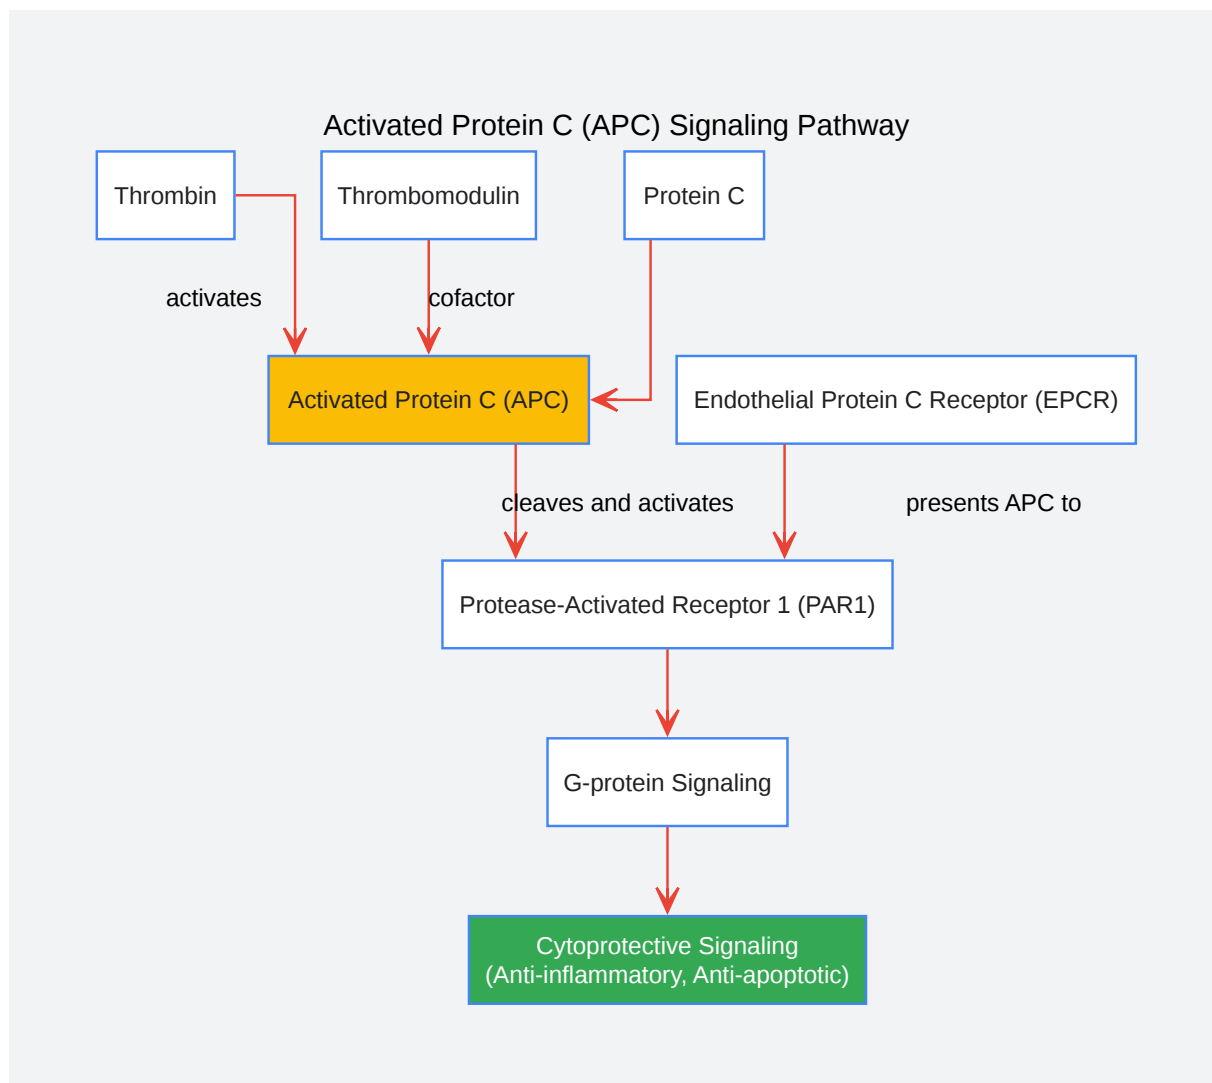 Activated Protein C (APC) Signaling Pathway
Thrombin
Thrombomodulin
Protein C
activates
cofactor
Activated Protein C (APC)
Endothelial Protein C Receptor (EPCR)
cleaves and activates
presents APC to
Protease-Activated Receptor 1 (PAR1)
G-protein Signaling
Cytoprotective Signaling
(Anti-inflammatory, Anti-apoptotic)